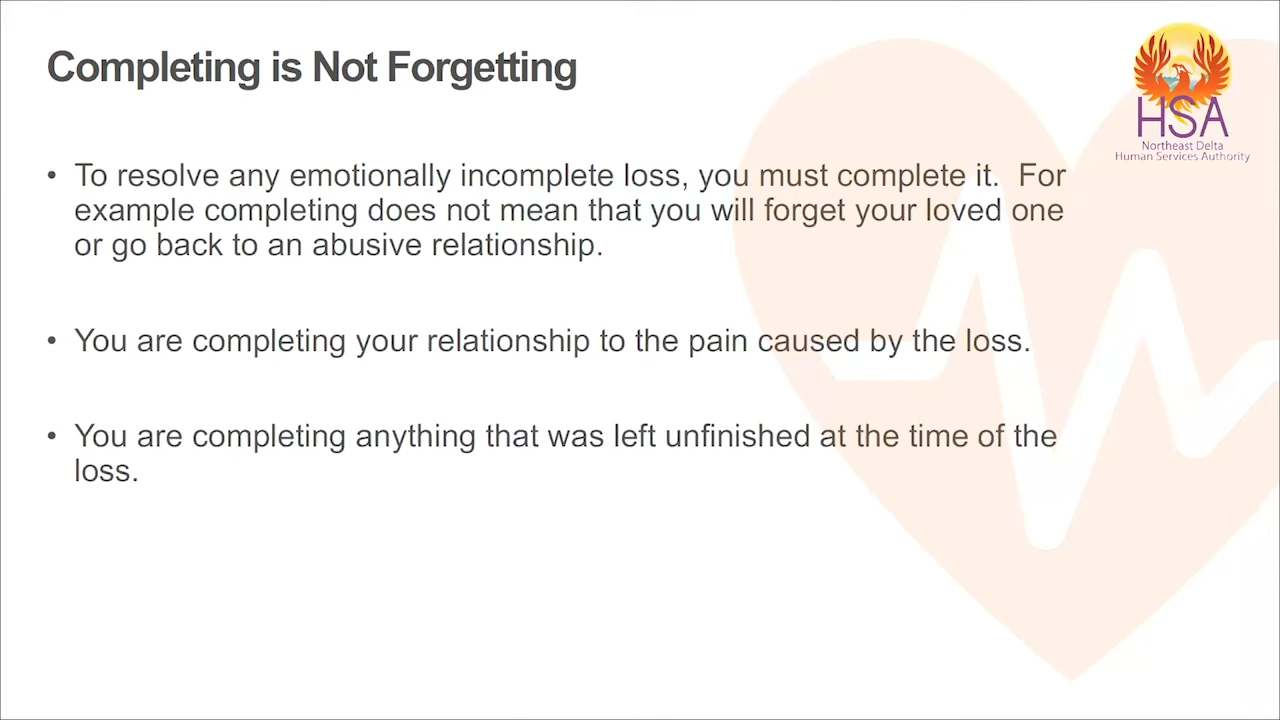 Completing is Not Forgetting
HSA
Northeast Delta
Human Services Authority
• To resolve any emotionally incomplete loss, you must complete it.  For
example completing does not mean that you will forget your loved one
or go back to an abusive relationship.
• You are completing your relationship to the pain caused by the loss.
• You are completing anything that was left unfinished at the time of the
loss.